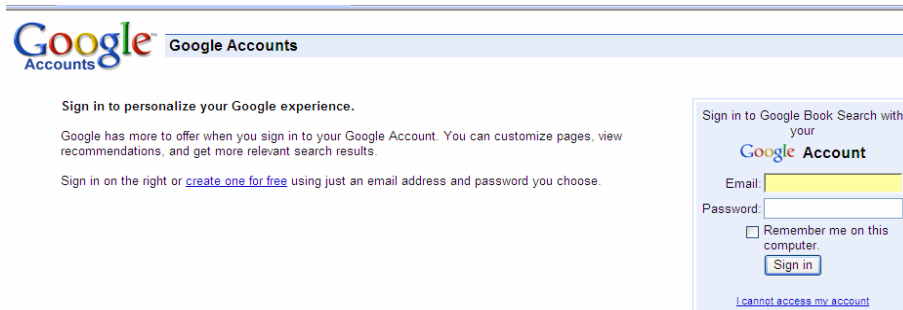 Google™
Accounts
Google Accounts
Sign in to personalize your Google experience.
Google has more to offer when you sign in to your Google Account. You can customize pages, view
recommendations, and get more relevant search results.
Sign in on the right or create one for free using just an email address and password you choose.
Sign in to Google Book Search with
your
Google Account
Email:
Password:
Remember me on this
computer.
Sign in
I cannot access my account